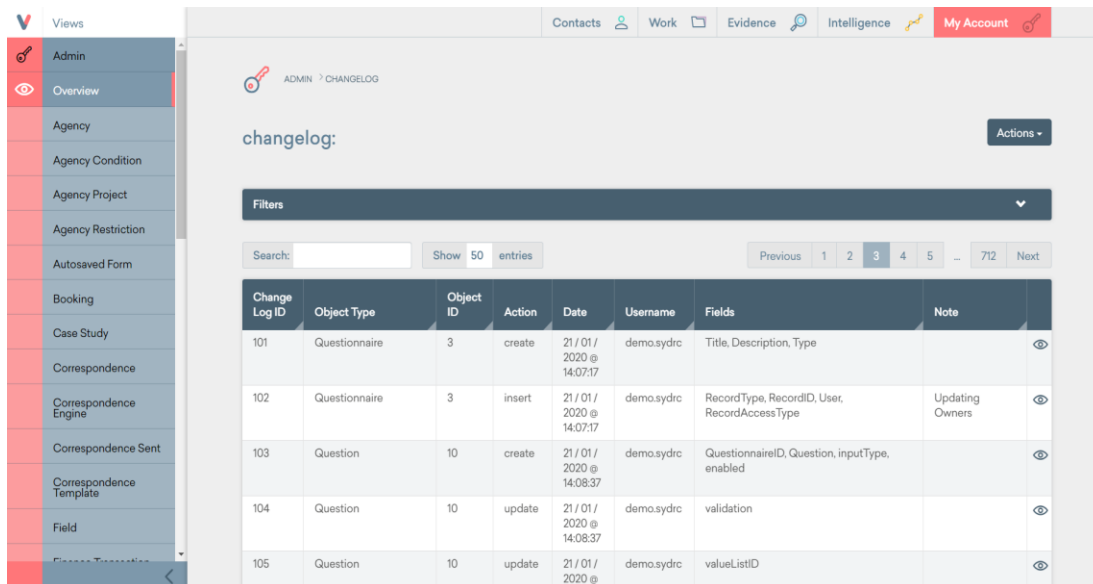 Views
Contacts
Work
Evidence
Intelligence
My Account
Admin
Overview
Agency
Agency Condition
Agency Project
Agency Restriction
Autosaved Form
Booking
Case Study
Correspondence
Correspondence
Engine
Correspondence Sent
Correspondence
Template
Field
ADMIN > CHANGELOG
changelog:
Actions
Filters
Search:
Show 50 entries
Previous 1 2 3 4 5 ... 712 Next
Change
Log ID
Object Type
Object
ID
Action
Date
Username
Fields
Note
101
Questionnaire
3
create
21 / 01 /
2020 @
14:07:17
demo.sydrc
Title, Description, Type
102
Questionnaire
3
insert
21 / 01 /
2020 @
14:07:17
demo.sydrc
RecordType, RecordID, User,
RecordAccessType
Updating
Owners
103
Question
10
create
21 / 01 /
2020 @
14:08:37
demo.sydrc
QuestionnaireID, Question, inputType,
enabled
104
Question
10
update
21 / 01 /
2020 @
14:08:37
demo.sydrc
validation
105
Question
10
update
21 / 01 /
2020 @
demo.sydrc
valueListID